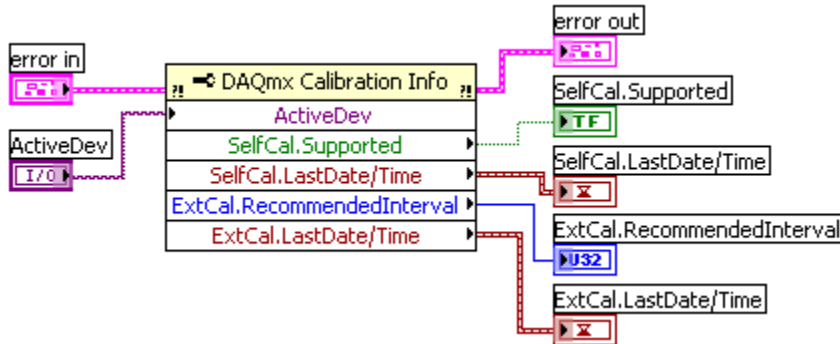 error out
error in
?! DAQmx Calibration Info ?!
SelfCal.Supported
ActiveDev
TF
ActiveDev
SelfCal.Supported
SelfCal.LastDate/Time
I/O
SelfCal.LastDate/Time
ExtCal.RecommendedInterval
ExtCal.RecommendedInterval
ExtCal.LastDate/Time
U32
ExtCal.LastDate/Time